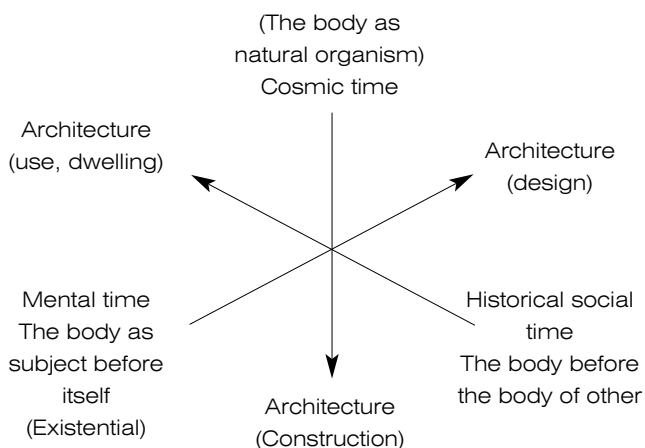 (The body as
natural organism)
Cosmic time
Architecture
(use, dwelling)
Architecture
(design)
Mental time
The body as
subject before
itself
(Existential)
Historical social
time
The body before
the body of other
Architecture
(Construction)